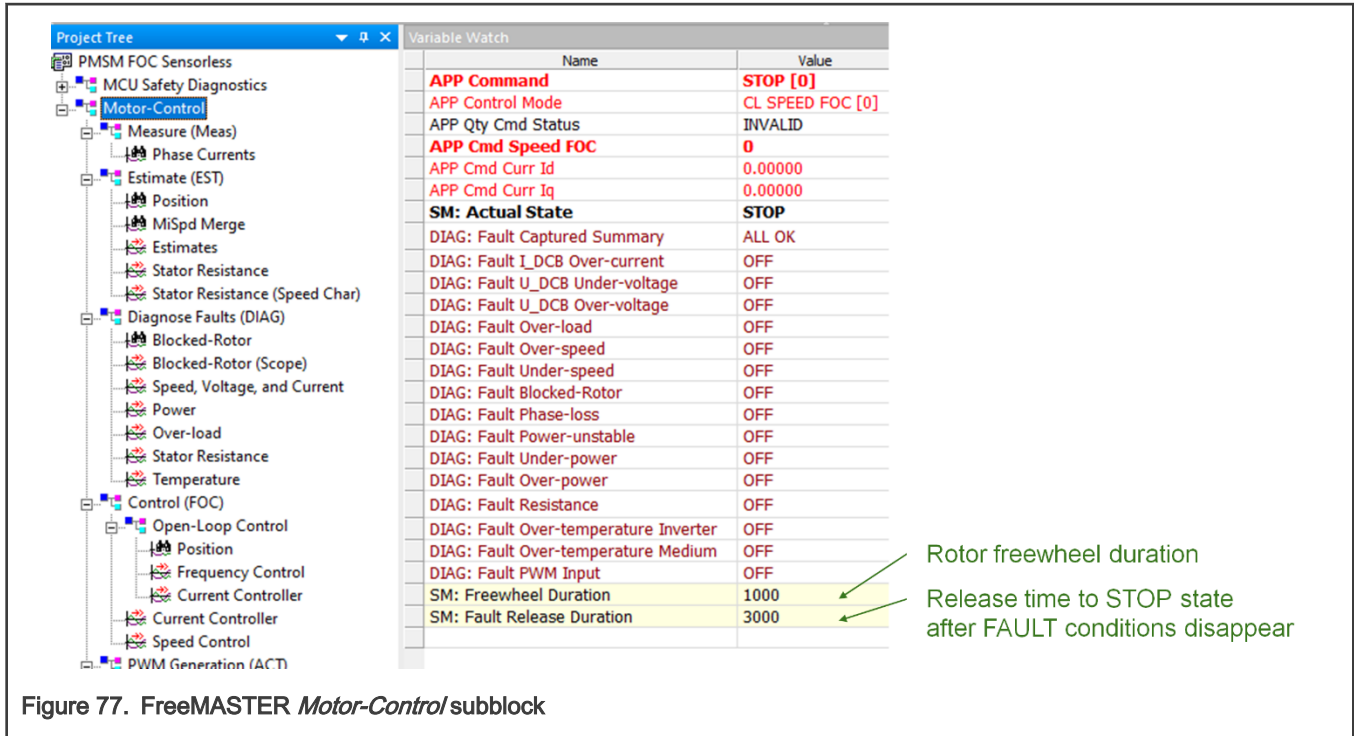 Project Tree
PMSM FOC Sensorless
MCU Safety Diagnostics
Motor-Control
Measure (Meas)
Phase Currents
Estimate (EST)
Position
MiSpd Merge
Estimates
Stator Resistance
Stator Resistance (Speed Char)
Diagnose Faults (DIAG)
Blocked-Rotor
Blocked-Rotor (Scope)
Speed, Voltage, and Current
Power
Over-load
Stator Resistance
Temperature
Control (FOC)
Open-Loop Control
Position
Frequency Control
Current Controller
Current Controller
Speed Control
PWM Generation (ACT)
Variable Watch
Name Value
APP Command STOP [0]
APP Control Mode CL SPEED FOC [0]
APP Qty Cmd Status INVALID
APP Cmd Speed FOC 0
APP Cmd Curr Id 0.00000
APP Cmd Curr Iq 0.00000
SM: Actual State STOP
DIAG: Fault Captured Summary ALL OK
DIAG: Fault I_DCB Over-current OFF
DIAG: Fault U_DCB Under-voltage OFF
DIAG: Fault U_DCB Over-voltage OFF
DIAG: Fault Over-load OFF
DIAG: Fault Over-speed OFF
DIAG: Fault Under-speed OFF
DIAG: Fault Blocked-Rotor OFF
DIAG: Fault Phase-loss OFF
DIAG: Fault Power-unstable OFF
DIAG: Fault Under-power OFF
DIAG: Fault Over-power OFF
DIAG: Fault Resistance OFF
DIAG: Fault Over-temperature Inverter OFF
DIAG: Fault Over-temperature Medium OFF
DIAG: Fault PWM Input OFF
SM: Freewheel Duration 1000
SM: Fault Release Duration 3000
Rotor freewheel duration
Release time to STOP state
after FAULT conditions disappear
Figure 77. FreeMASTER Motor-Control subblock